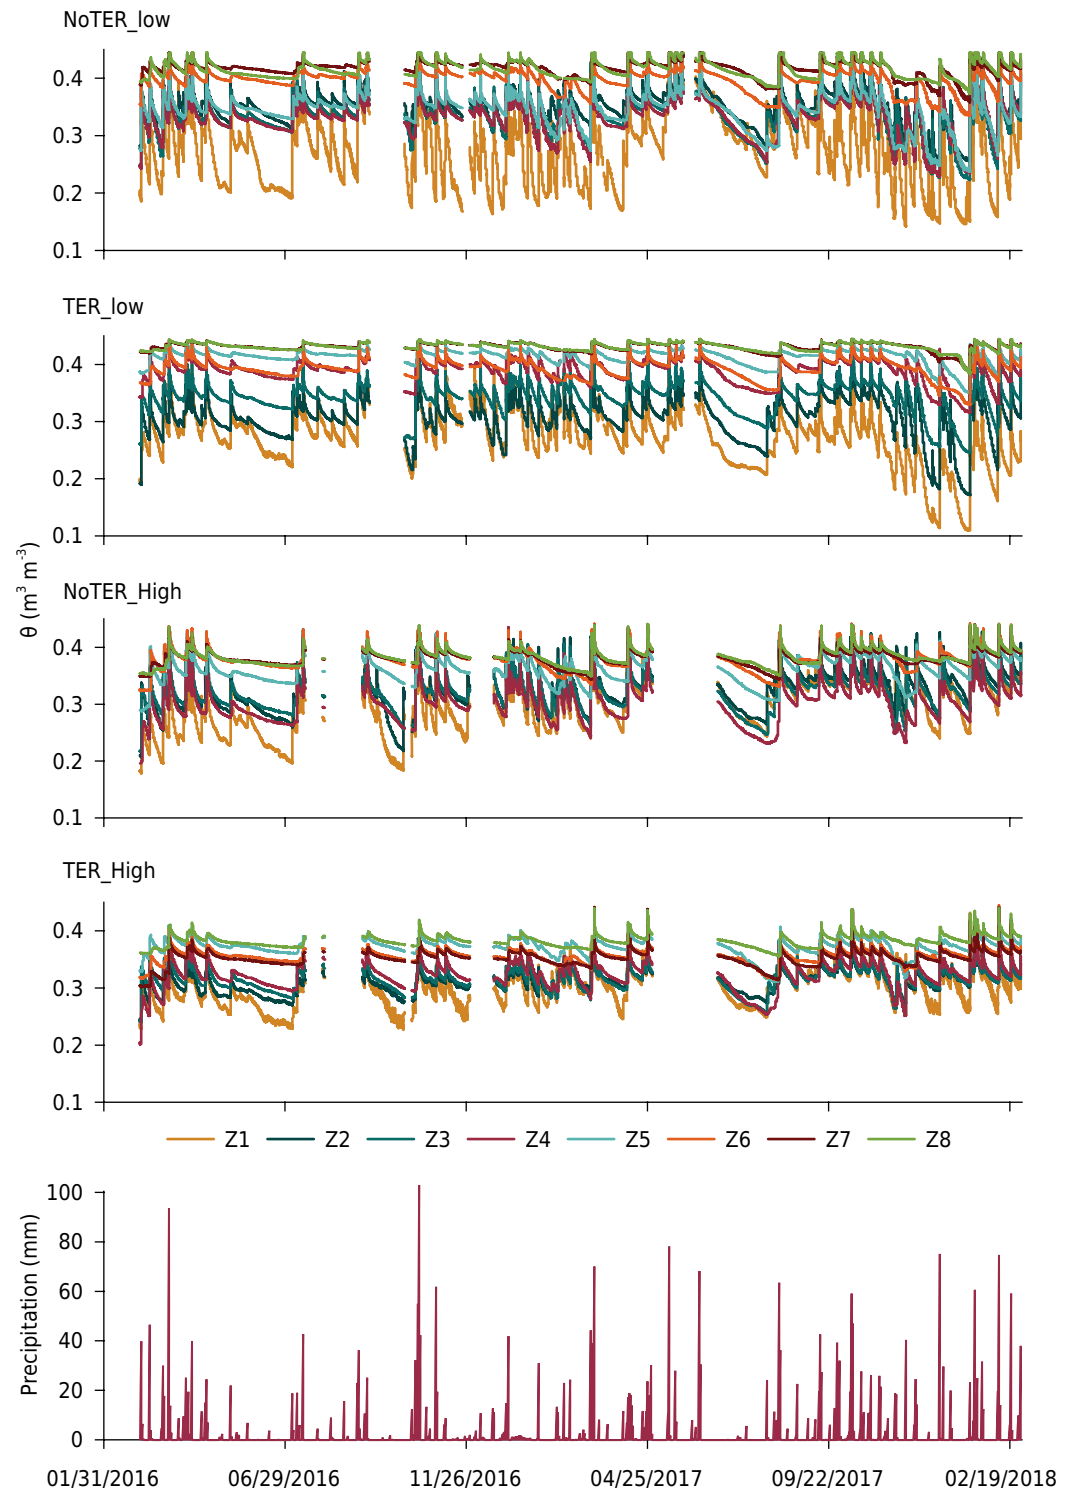 NoTER_low
0.4
0.3
0.2
0.1
TER_low
0.4
0.3
0.2
0.1
θ (m³ m⁻³)
NoTER_High
0.4
0.3
0.2
0.1
TER_High
0.4
0.3
0.2
0.1
Z1 Z2 Z3 Z4 Z5 Z6 Z7 Z8
Precipitation (mm)
100
80
60
40
20
0
01/31/2016 06/29/2016 11/26/2016 04/25/2017 09/22/2017 02/19/2018